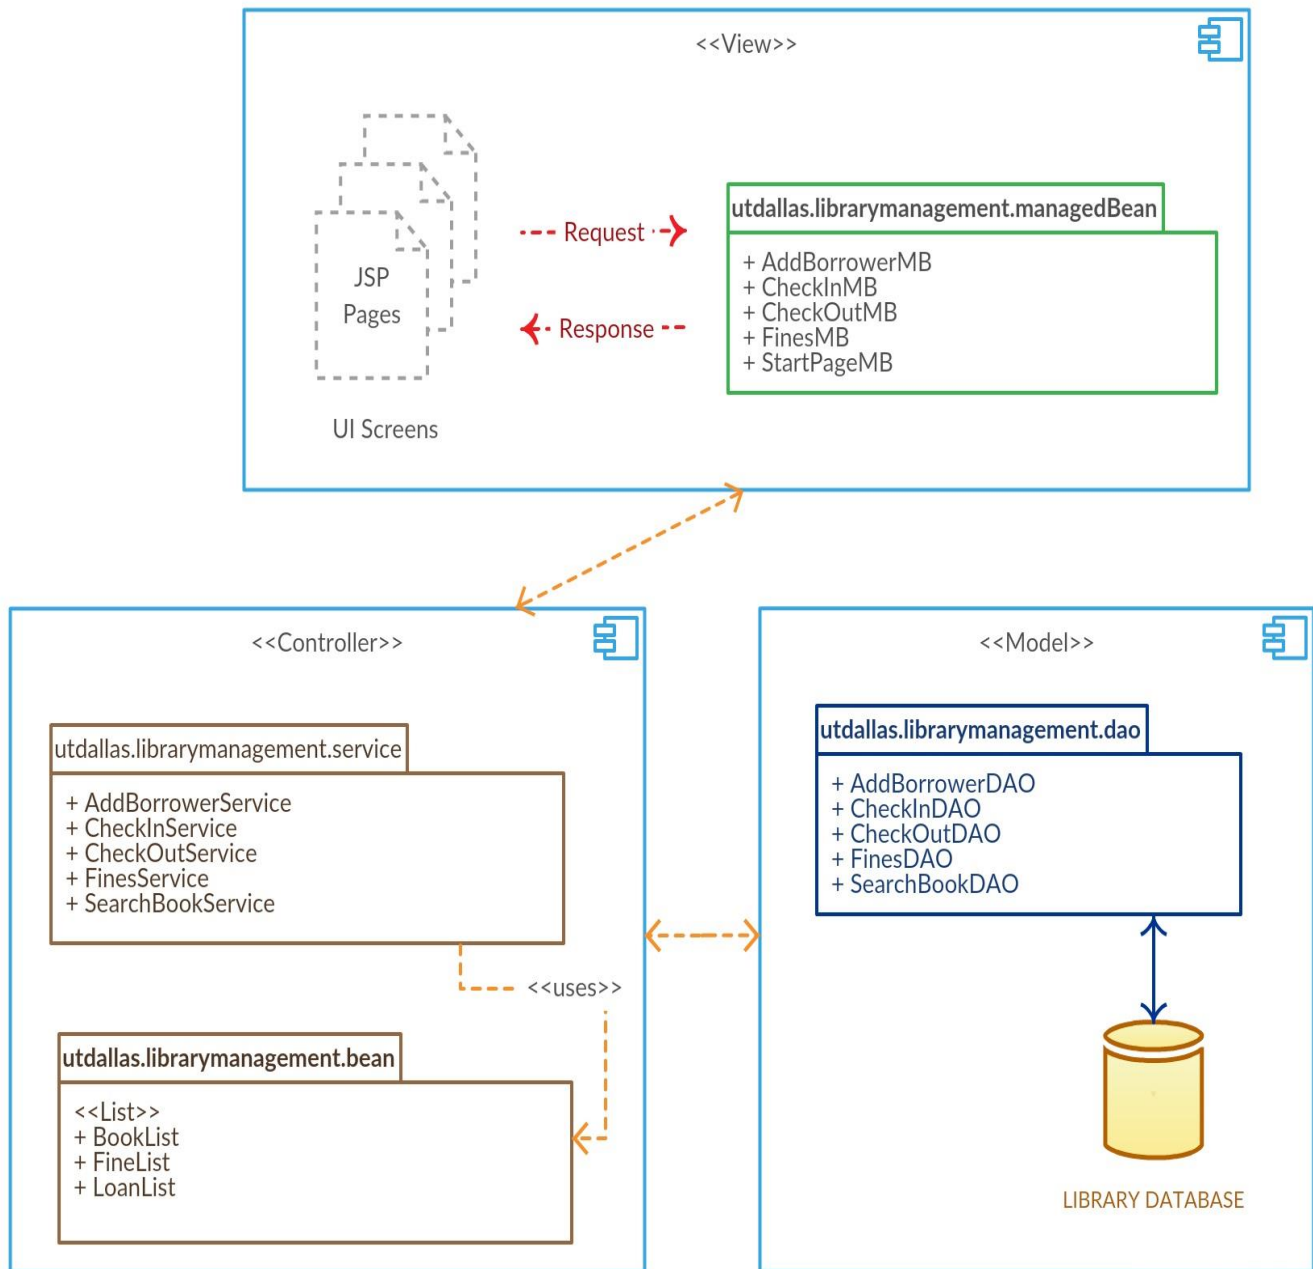 <<View>>
JSP
Pages
UI Screens
Request
Response
utdallas.librarymanagement.managedBean
+ AddBorrowerMB
+ CheckInMB
+ CheckOutMB
+ FinesMB
+ StartPageMB
<<Controller>>
utdallas.librarymanagement.service
+ AddBorrowerService
+ CheckInService
+ CheckOutService
+ FinesService
+ SearchBookService
<<uses>>
utdallas.librarymanagement.bean
<<List>>
+ BookList
+ FineList
+ LoanList
<<Model>>
utdallas.librarymanagement.dao
+ AddBorrowerDAO
+ CheckInDAO
+ CheckOutDAO
+ FinesDAO
+ SearchBookDAO
LIBRARY DATABASE